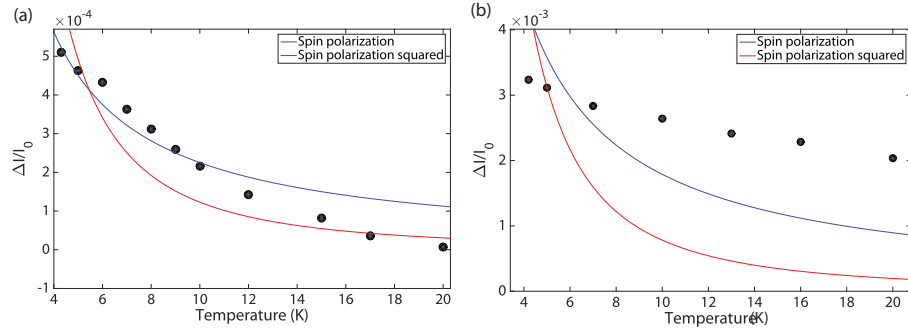 (a)
×10⁻⁴
Spin polarization
Spin polarization squared
5
4
3
2
1
0
-1
ΔI/I₀
4 6 8 10 12 14 16 18 20
Temperature (K)
(b)
×10⁻³
Spin polarization
Spin polarization squared
4
3
2
1
0
ΔI/I₀
4 6 8 10 12 14 16 18 20
Temperature(K)